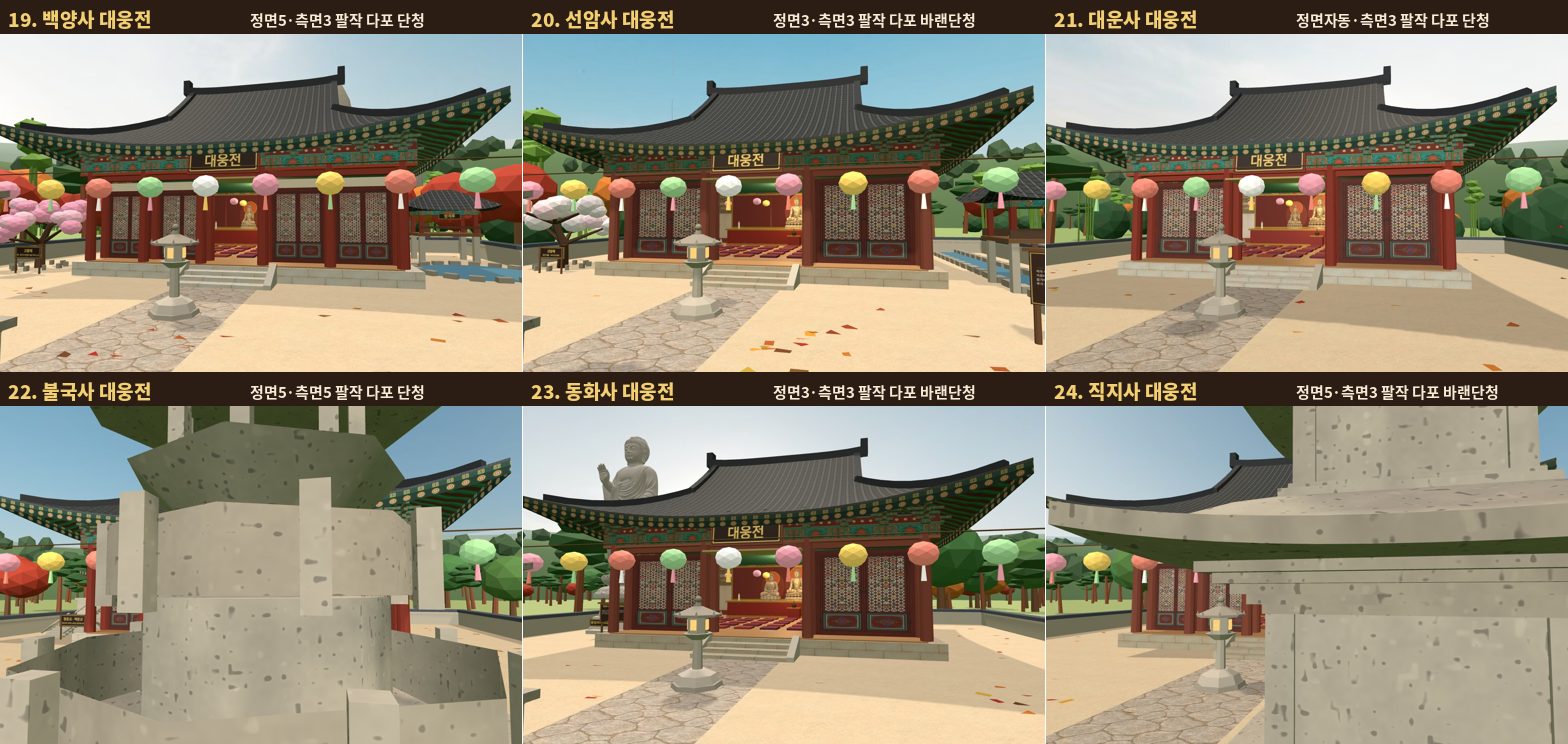 19. 백양사 대웅전 정면5·측면3 팔작 다포 단청
20. 선암사 대웅전 정면3·측면3 팔작 다포 바랜단청
21. 대운사 대웅전 정면자동·측면3 팔작 다포 단청
대웅전
대웅전
대웅전
22. 불국사 대웅전 정면5·측면5 팔작 다포 단청
23. 동화사 대웅전 정면3·측면3 팔작 다포 바랜단청
24. 직지사 대웅전 정면5·측면3 팔작 다포 바랜단청
대웅전